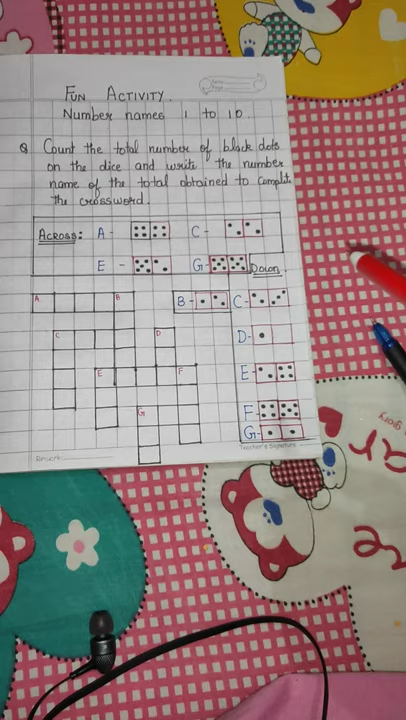 FUN ACTIVITY.
Number names 1 to 10.
Q Count the total number of black dots
on the dice and write the number
name of the total obtained to complete
the crossword.
ACROSS: A - C -
E - G-
DOWN
B - C -
D-
E-
F-
G-
A B
C D
E F
G
Teacher's Signature